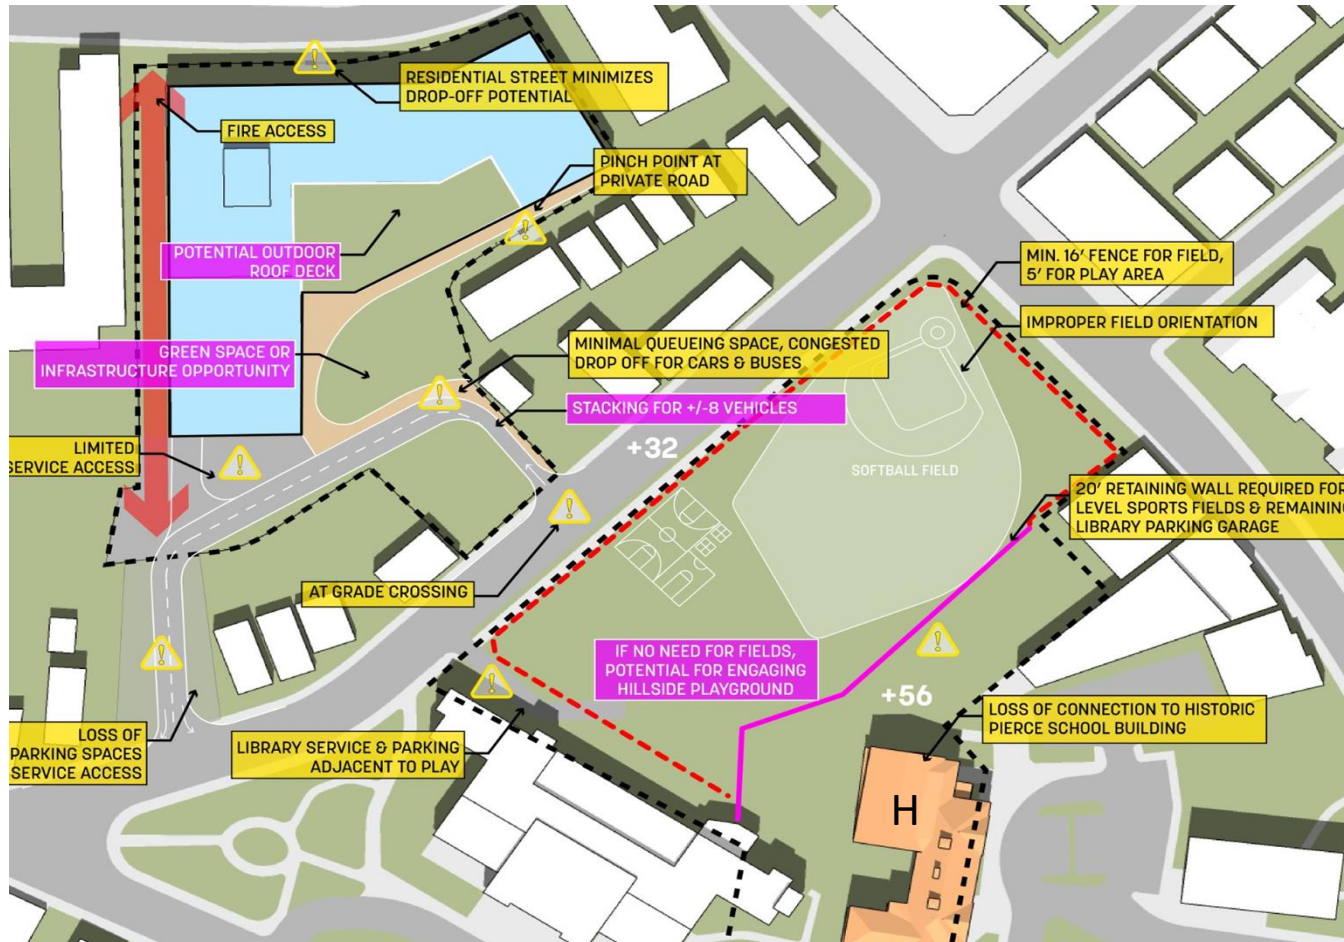 RESIDENTIAL STREET MINIMIZES
DROP-OFF POTENTIAL
FIRE ACCESS
PINCH POINT AT
PRIVATE ROAD
POTENTIAL OUTDOOR
ROOF DECK
MIN. 16' FENCE FOR FIELD,
5' FOR PLAY AREA
IMPROPER FIELD ORIENTATION
GREEN SPACE OR
INFRASTRUCTURE OPPORTUNITY
MINIMAL QUEUEING SPACE, CONGESTED
DROP OFF FOR CARS & BUSES
STACKING FOR +/-8 VEHICLES
+32
LIMITED
SERVICE ACCESS
SOFTBALL FIELD
20' RETAINING WALL REQUIRED FOR
LEVEL SPORTS FIELDS & REMAINING
LIBRARY PARKING GARAGE
AT GRADE CROSSING
IF NO NEED FOR FIELDS,
POTENTIAL FOR ENGAGING
HILLSIDE PLAYGROUND
+56
LOSS OF CONNECTION TO HISTORIC
PIERCE SCHOOL BUILDING
LOSS OF
PARKING SPACES
SERVICE ACCESS
LIBRARY SERVICE & PARKING
ADJACENT TO PLAY
H